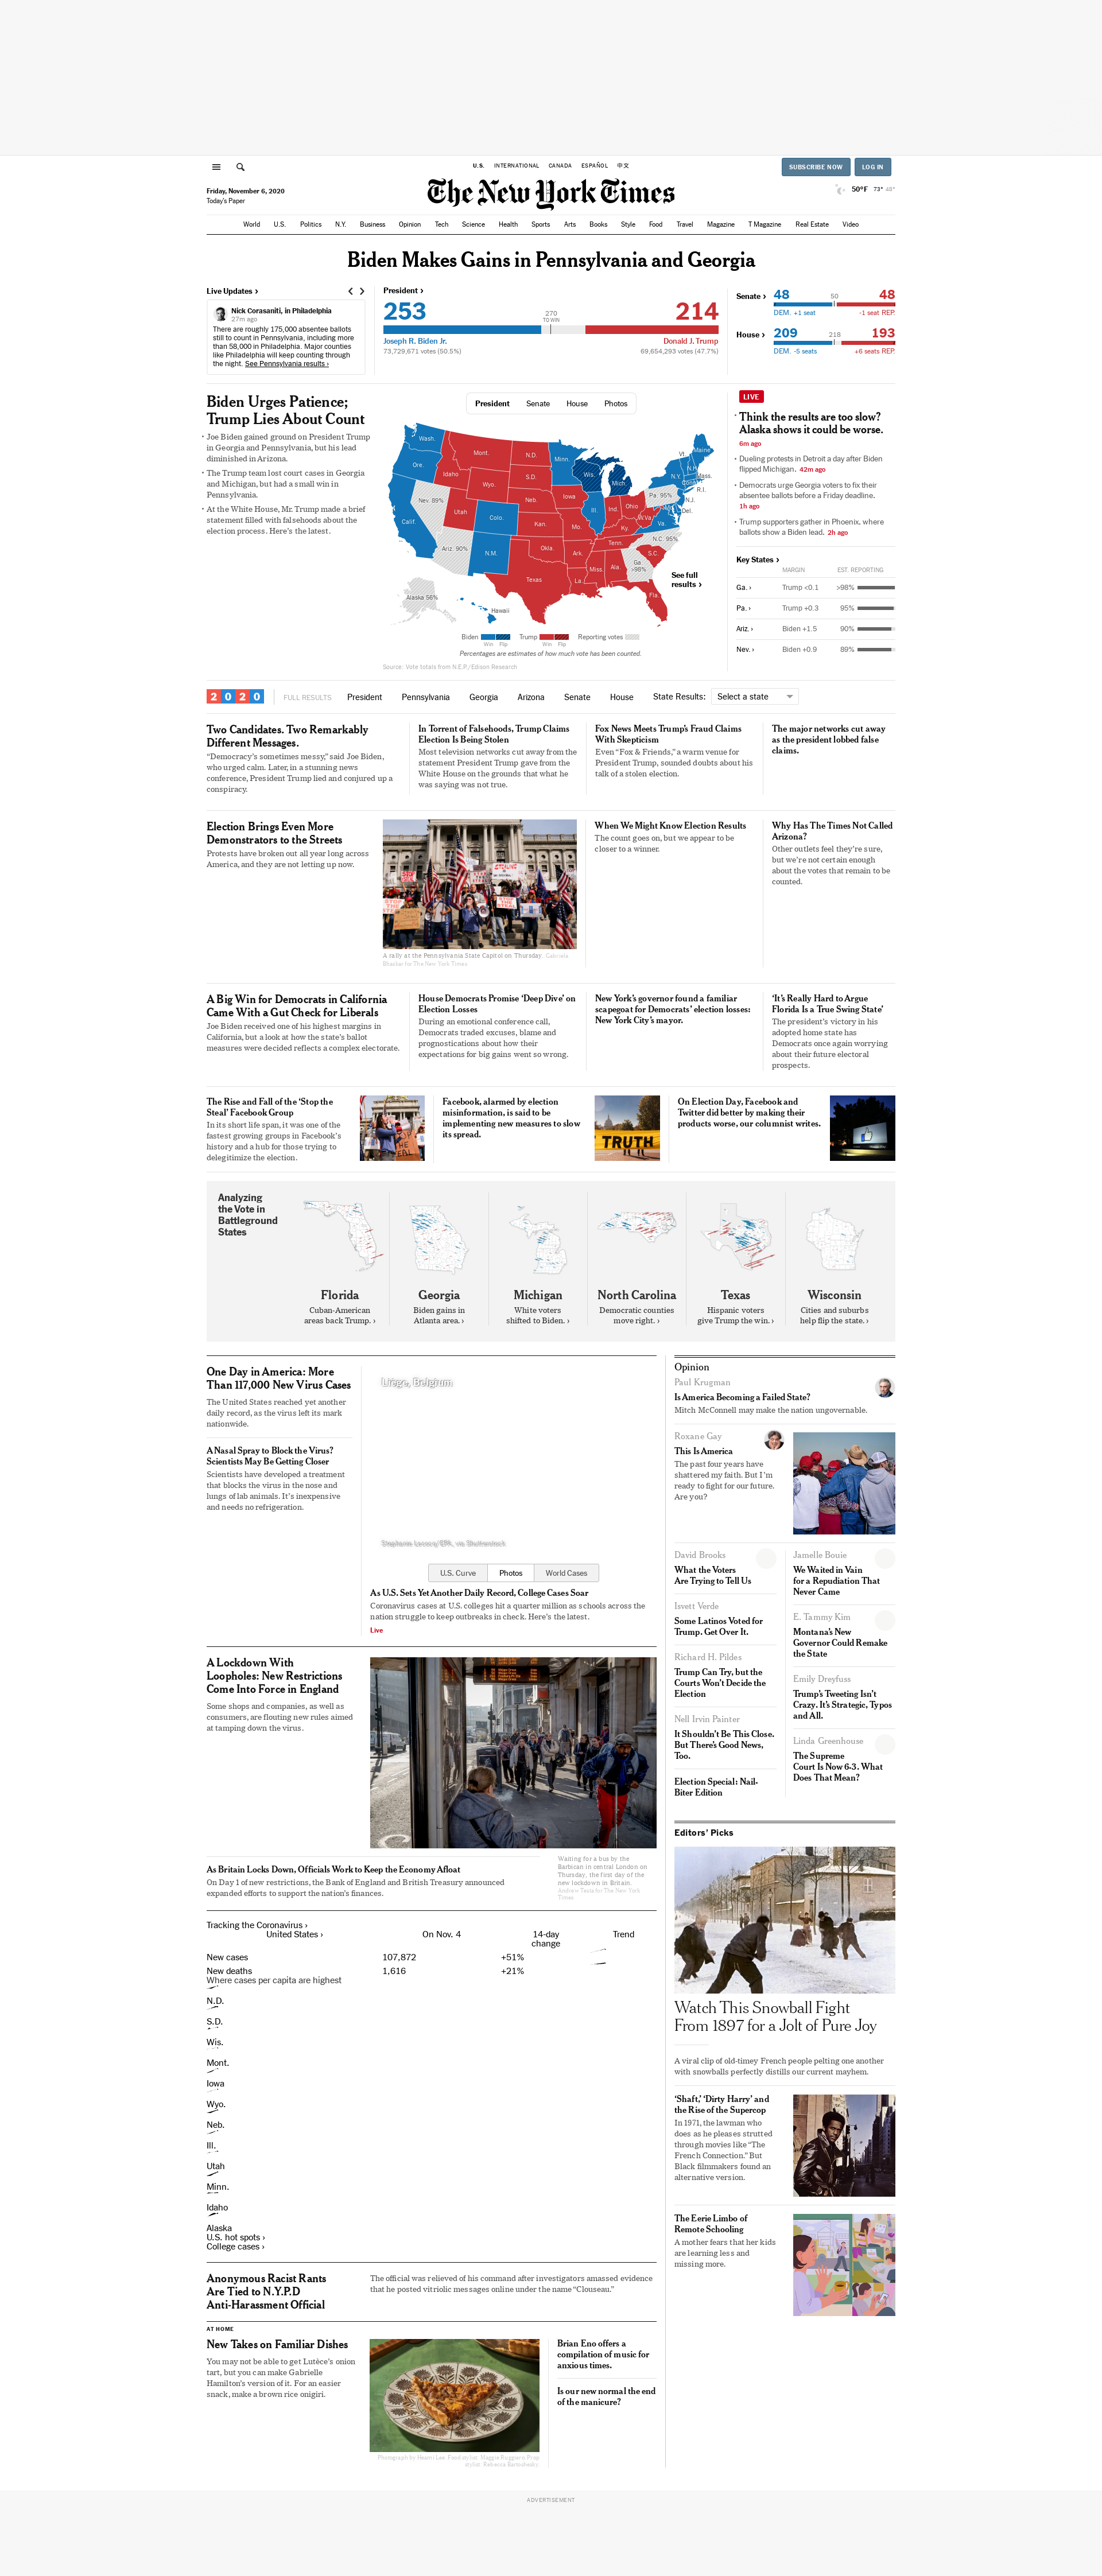 U.S. INTERNATIONAL CANADA ESPAÑOL 中文
SUBSCRIBE NOW LOG IN
Friday, November 6, 2020
Today's Paper
The New York Times
50°F 73° 48°
World U.S. Politics N.Y. Business Opinion Tech Science Health Sports Arts Books Style Food Travel Magazine T Magazine Real Estate Video
Biden Makes Gains in Pennsylvania and Georgia
Live Updates ›
Nick Corasaniti, in Philadelphia
27m ago
There are roughly 175,000 absentee ballots
still to count in Pennsylvania, including more
than 58,000 in Philadelphia. Major counties
like Philadelphia will keep counting through
the night. See Pennsylvania results ›
President ›
253
270
TO WIN
214
Joseph R. Biden Jr.
Donald J. Trump
73,729,671 votes (50.5%)
69,654,293 votes (47.7%)
Senate ›
48 50 48
DEM. +1 seat -1 seat REP.
House ›
209 218 193
DEM. -5 seats +6 seats REP.
Biden Urges Patience;
Trump Lies About Count
Joe Biden gained ground on President Trump
in Georgia and Pennsylvania, but his lead
diminished in Arizona.
The Trump team lost court cases in Georgia
and Michigan, but had a small win in
Pennsylvania.
At the White House, Mr. Trump made a brief
statement filled with falsehoods about the
election process. Here's the latest.
President Senate House Photos
Wash.
Ore.
Calif.
Nev. 89%
Idaho
Mont.
Wyo.
Utah
Ariz. 90%
Colo.
N.M.
N.D.
S.D.
Neb.
Kan.
Okla.
Texas
Minn.
Iowa
Mo.
Ark.
La.
Wis.
Ill.
Mich.
Ind.
Ohio
Ky.
Tenn.
Miss.
Ala.
Ga.
>98%
Fla.
S.C.
N.C. 95%
Va.
W.Va.
Pa. 95%
N.Y.
Vt.
N.H.
Maine
Mass.
R.I.
Conn.
N.J.
Del.
Alaska 56%
Hawaii
See full
results ›
Biden Trump Reporting votes
Win Flip Win Flip
Percentages are estimates of how much vote has been counted.
Source: Vote totals from N.E.P./Edison Research
LIVE
Think the results are too slow?
Alaska shows it could be worse.
6m ago
Dueling protests in Detroit a day after Biden
flipped Michigan. 42m ago
Democrats urge Georgia voters to fix their
absentee ballots before a Friday deadline.
1h ago
Trump supporters gather in Phoenix, where
ballots show a Biden lead. 2h ago
Key States ›
MARGIN EST. REPORTING
Ga. › Trump <0.1 >98%
Pa. › Trump +0.3 95%
Ariz. › Biden +1.5 90%
Nev. › Biden +0.9 89%
2020 FULL RESULTS President Pennsylvania Georgia Arizona Senate House State Results: Select a state
Two Candidates. Two Remarkably
Different Messages.
"Democracy's sometimes messy," said Joe Biden,
who urged calm. Later, in a stunning news
conference, President Trump lied and conjured up a
conspiracy.
In Torrent of Falsehoods, Trump Claims
Election Is Being Stolen
Most television networks cut away from the
statement President Trump gave from the
White House on the grounds that what he
was saying was not true.
Fox News Meets Trump's Fraud Claims
With Skepticism
Even "Fox & Friends," a warm venue for
President Trump, sounded doubts about his
talk of a stolen election.
The major networks cut away
as the president lobbed false
claims.
Election Brings Even More
Demonstrators to the Streets
Protests have broken out all year long across
America, and they are not letting up now.
A rally at the Pennsylvania State Capitol on Thursday. Gabriela
Bhaskar for The New York Times
When We Might Know Election Results
The count goes on, but we appear to be
closer to a winner.
Why Has The Times Not Called
Arizona?
Other outlets feel they're sure,
but we're not certain enough
about the votes that remain to be
counted.
A Big Win for Democrats in California
Came With a Gut Check for Liberals
Joe Biden received one of his highest margins in
California, but a look at how the state's ballot
measures were decided reflects a complex electorate.
House Democrats Promise 'Deep Dive' on
Election Losses
During an emotional conference call,
Democrats traded excuses, blame and
prognostications about how their
expectations for big gains went so wrong.
New York's governor found a familiar
scapegoat for Democrats' election losses:
New York City's mayor.
'It's Really Hard to Argue
Florida Is a True Swing State'
The president's victory in his
adopted home state has
Democrats once again worrying
about their future electoral
prospects.
The Rise and Fall of the 'Stop the
Steal' Facebook Group
In its short life span, it was one of the
fastest growing groups in Facebook's
history and a hub for those trying to
delegitimize the election.
Facebook, alarmed by election
misinformation, is said to be
implementing new measures to slow
its spread.
TRUTH
On Election Day, Facebook and
Twitter did better by making their
products worse, our columnist writes.
Analyzing
the Vote in
Battleground
States
Florida
Cuban-American
areas back Trump. ›
Georgia
Biden gains in
Atlanta area. ›
Michigan
White voters
shifted to Biden. ›
North Carolina
Democratic counties
move right. ›
Texas
Hispanic voters
give Trump the win. ›
Wisconsin
Cities and suburbs
help flip the state. ›
One Day in America: More
Than 117,000 New Virus Cases
The United States reached yet another
daily record, as the virus left its mark
nationwide.
A Nasal Spray to Block the Virus?
Scientists May Be Getting Closer
Scientists have developed a treatment
that blocks the virus in the nose and
lungs of lab animals. It's inexpensive
and needs no refrigeration.
Liège, Belgium
Stephanie Lecocq/EPA, via Shutterstock
U.S. Curve Photos World Cases
As U.S. Sets Yet Another Daily Record, College Cases Soar
Coronavirus cases at U.S. colleges hit a quarter million as schools across the
nation struggle to keep outbreaks in check. Here's the latest.
Live
A Lockdown With
Loopholes: New Restrictions
Come Into Force in England
Some shops and companies, as well as
consumers, are flouting new rules aimed
at tamping down the virus.
As Britain Locks Down, Officials Work to Keep the Economy Afloat
On Day 1 of new restrictions, the Bank of England and British Treasury announced
expanded efforts to support the nation's finances.
Waiting for a bus by the
Barbican in central London on
Thursday, the first day of the
new lockdown in Britain.
Andrew Testa for The New York
Times
Tracking the Coronavirus ›
United States › On Nov. 4 14-day
change Trend
New cases 107,872 +51%
New deaths 1,616 +21%
Where cases per capita are highest
N.D.
S.D.
Wis.
Mont.
Iowa
Wyo.
Neb.
Ill.
Utah
Minn.
Idaho
Alaska
U.S. hot spots ›
College cases ›
Anonymous Racist Rants
Are Tied to N.Y.P.D
Anti-Harassment Official
The official was relieved of his command after investigators amassed evidence
that he posted vitriolic messages online under the name "Clouseau."
AT HOME
New Takes on Familiar Dishes
You may not be able to get Lutèce's onion
tart, but you can make Gabrielle
Hamilton's version of it. For an easier
snack, make a brown rice onigiri.
Photograph by Heami Lee. Food stylist: Maggie Ruggiero. Prop
stylist: Rebecca Bartoshesky.
Brian Eno offers a
compilation of music for
anxious times.
Is our new normal the end
of the manicure?
Opinion
Paul Krugman
Is America Becoming a Failed State?
Mitch McConnell may make the nation ungovernable.
Roxane Gay
This Is America
The past four years have
shattered my faith. But I'm
ready to fight for our future.
Are you?
David Brooks
What the Voters
Are Trying to Tell Us
Isvett Verde
Some Latinos Voted for
Trump. Get Over It.
Richard H. Pildes
Trump Can Try, but the
Courts Won't Decide the
Election
Nell Irvin Painter
It Shouldn't Be This Close.
But There's Good News,
Too.
Election Special: Nail-
Biter Edition
Jamelle Bouie
We Waited in Vain
for a Repudiation That
Never Came
E. Tammy Kim
Montana's New
Governor Could Remake
the State
Emily Dreyfuss
Trump's Tweeting Isn't
Crazy. It's Strategic, Typos
and All.
Linda Greenhouse
The Supreme
Court Is Now 6-3. What
Does That Mean?
Editors' Picks
Watch This Snowball Fight
From 1897 for a Jolt of Pure Joy
A viral clip of old-timey French people pelting one another
with snowballs perfectly distills our current mayhem.
'Shaft,' 'Dirty Harry' and
the Rise of the Supercop
In 1971, the lawman who
does as he pleases strutted
through movies like "The
French Connection." But
Black filmmakers found an
alternative version.
The Eerie Limbo of
Remote Schooling
A mother fears that her kids
are learning less and
missing more.
ADVERTISEMENT